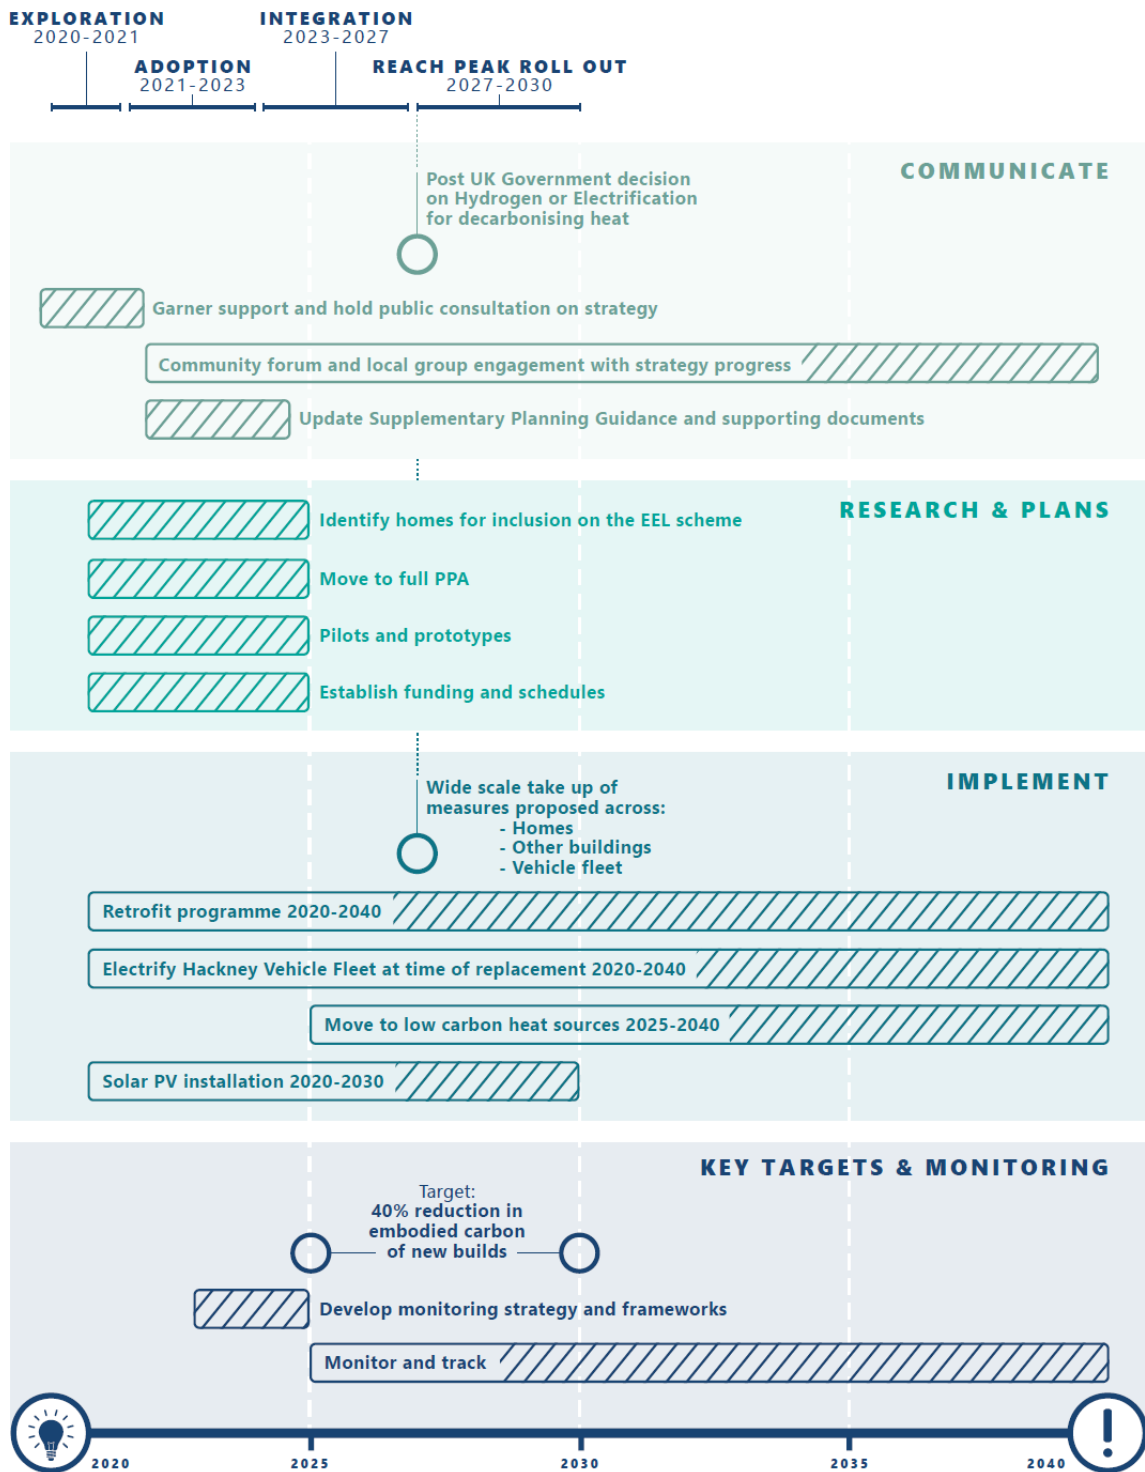 EXPLORATION
2020-2021
INTEGRATION
2023-2027
ADOPTION
2021-2023
REACH PEAK ROLL OUT
2027-2030
COMMUNICATE
Post UK Government decision
on Hydrogen or Electrification
for decarbonising heat
Garner support and hold public consultation on strategy
Community forum and local group engagement with strategy progress
Update Supplementary Planning Guidance and supporting documents
RESEARCH & PLANS
Identify homes for inclusion on the EEL scheme
Move to full PPA
Pilots and prototypes
Establish funding and schedules
IMPLEMENT
Wide scale take up of
measures proposed across:
- Homes
- Other buildings
- Vehicle fleet
Retrofit programme 2020-2040
Electrify Hackney Vehicle Fleet at time of replacement 2020-2040
Move to low carbon heat sources 2025-2040
Solar PV installation 2020-2030
KEY TARGETS & MONITORING
Target:
40% reduction in
embodied carbon
of new builds
Develop monitoring strategy and frameworks
Monitor and track
!
2020 2025 2030 2035 2040